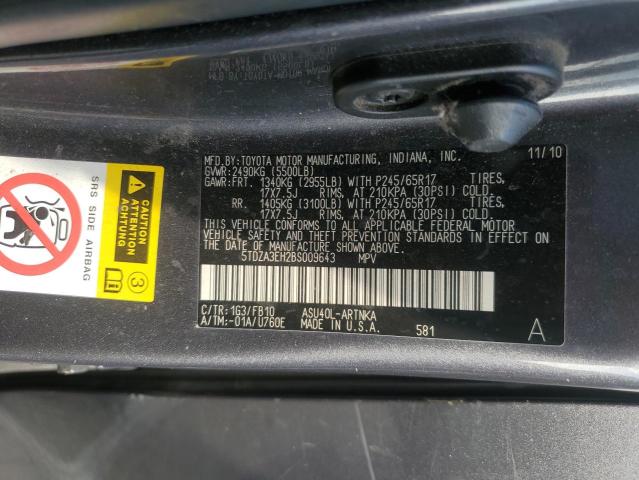 MFD.BY:TOYOTA MOTOR MANUFACTURING, INDIANA, INC. 11/10
GVWR:2490KG (5500LB)
GAWR:FRT. 1340KG (2955LB) WITH P245/65R17 TIRES,
17X7.5J RIMS, AT 210KPA (30PSI) COLD.
RR. 1405KG (3100LB) WITH P245/65R17 TIRES,
17X7.5J RIMS, AT 210KPA (30PSI) COLD.
THIS VEHICLE CONFORMS TO ALL APPLICABLE FEDERAL MOTOR
VEHICLE SAFETY AND THEFT PREVENTION STANDARDS IN EFFECT
ON THE DATE OF MANUFACTURE SHOWN ABOVE.
5TDZA3EH2BS009643 MPV
C/TR:1G3/FB10 ASU40L-ARTNKA
A/TM:-01A/U760E MADE IN U.S.A. 581 A
SRS SIDE AIRBAG
CAUTION
ATTENTION
ACHTUNG
3